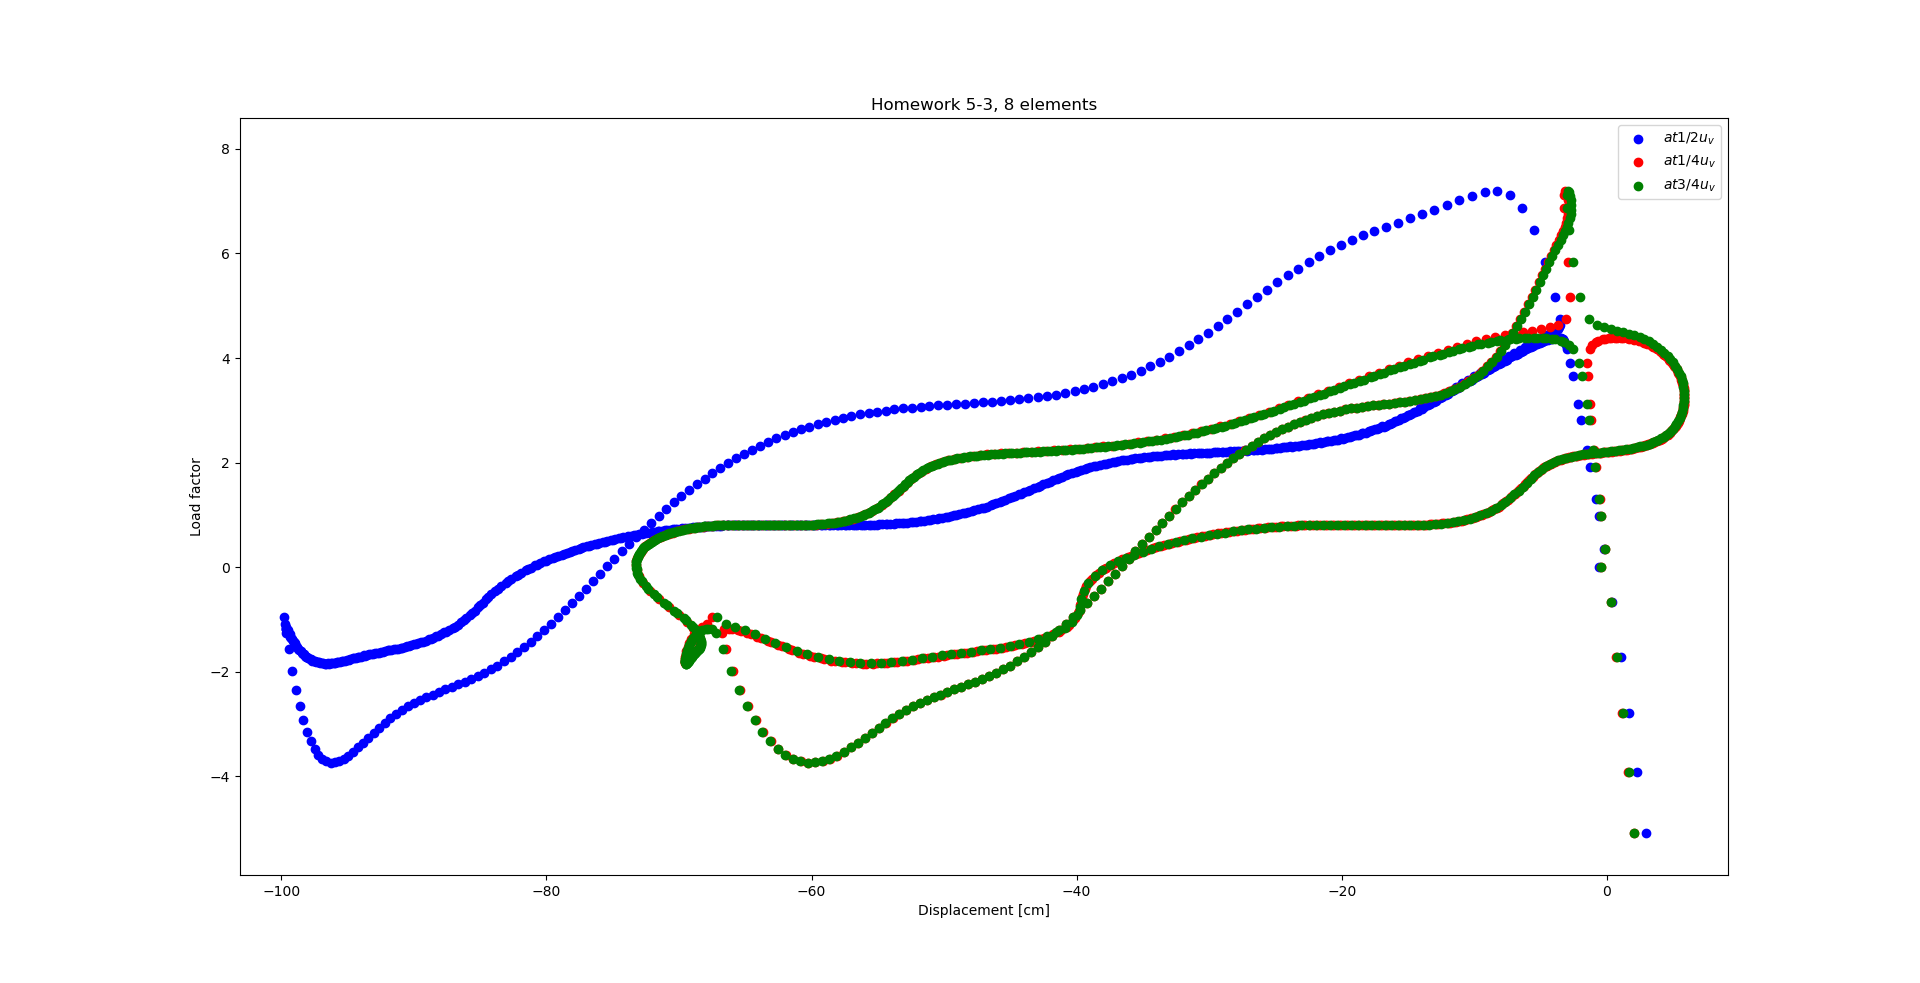 Homework 5-3, 8 elements
at1/2u_v
at1/4u_v
at3/4u_v
Load factor
8
6
4
2
0
−2
−4
−100 −80 −60 −40 −20 0
Displacement [cm]